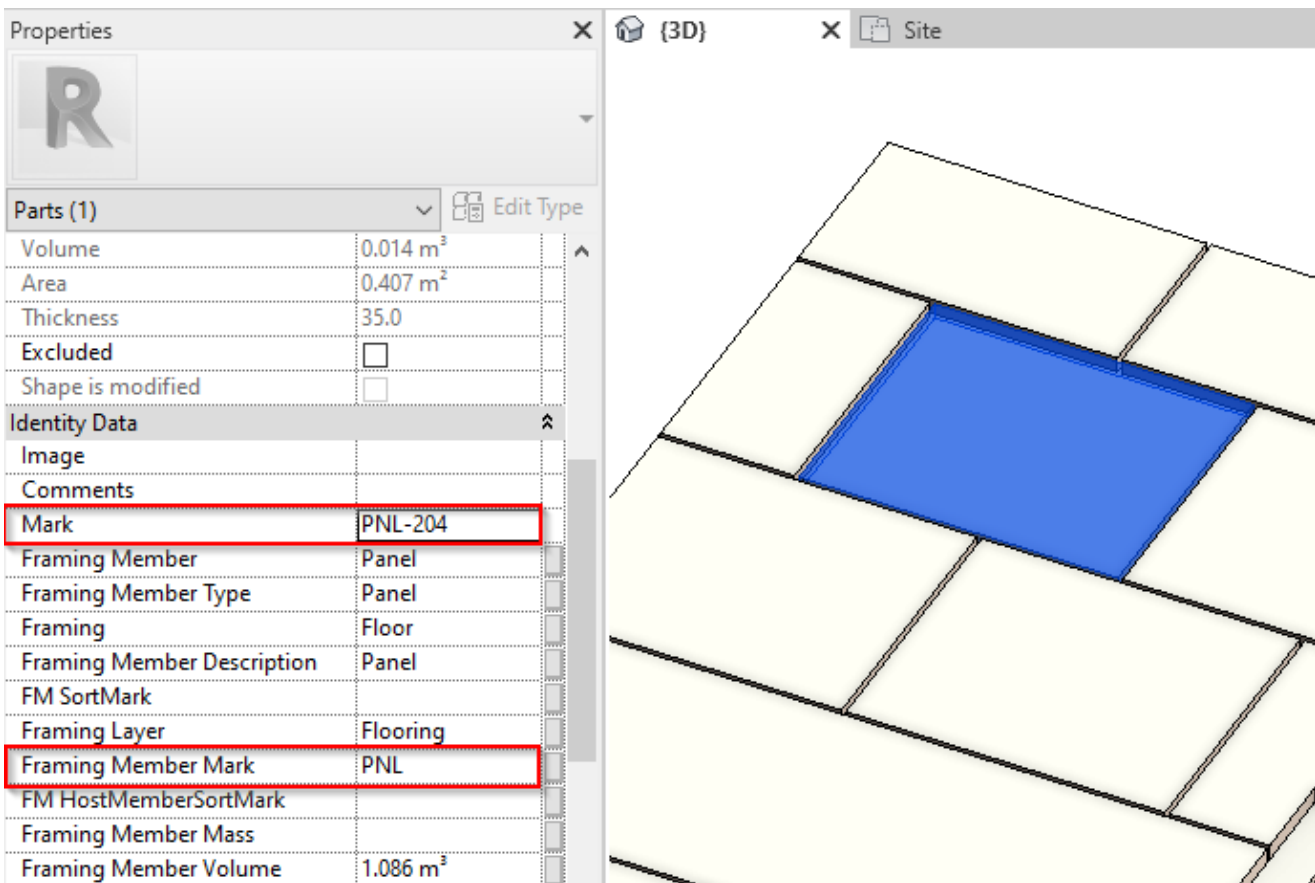 Properties
{3D}
Site
R
Parts (1)
Edit Type
Volume 0.014 m³
Area 0.407 m²
Thickness 35.0
Excluded
Shape is modified
Identity Data
Image
Comments
Mark PNL-204
Framing Member Panel
Framing Member Type Panel
Framing Floor
Framing Member Description Panel
FM SortMark
Framing Layer Flooring
Framing Member Mark PNL
FM HostMemberSortMark
Framing Member Mass
Framing Member Volume 1.086 m³